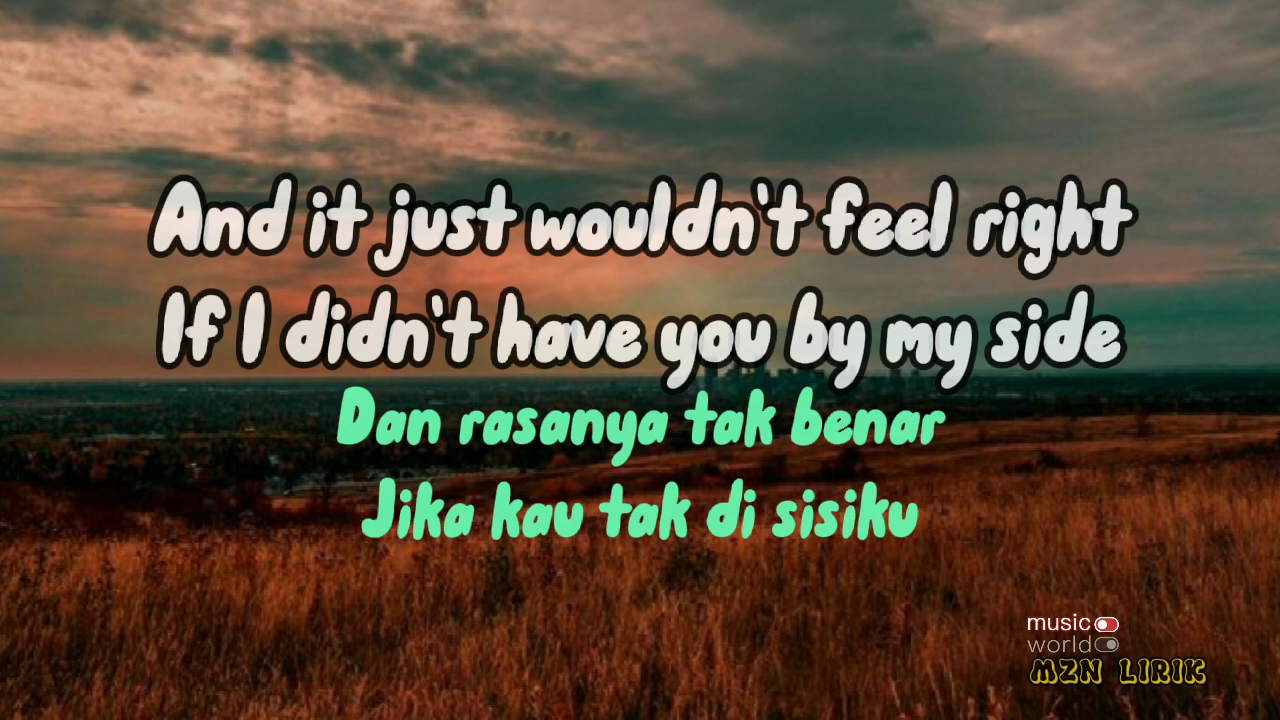 And it just wouldn't feel right
If I didn't have you by my side
Dan rasanya tak benar
Jika kau tak di sisiku
music
world
MZN LIRIK